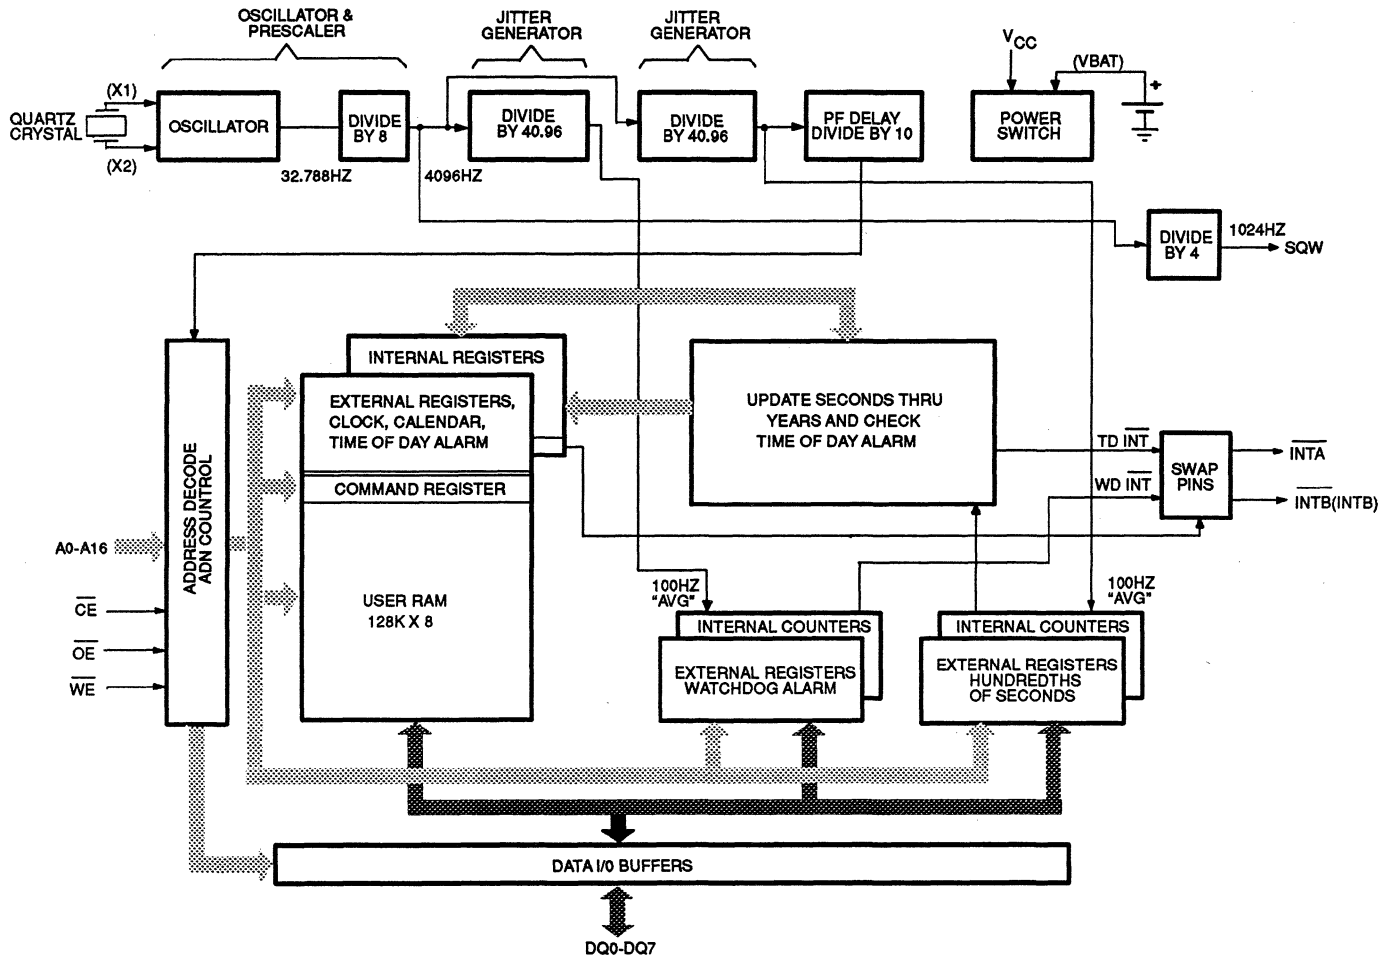 OSCILLATOR &
PRESCALER
JITTER
GENERATOR
JITTER
GENERATOR
VCC
(VBAT)
+
(X1)
QUARTZ
CRYSTAL
(X2)
OSCILLATOR
DIVIDE
BY 8
DIVIDE
BY 40.96
DIVIDE
BY 40.96
PF DELAY
DIVIDE BY 10
POWER
SWITCH
32.788HZ
4096HZ
DIVIDE
BY 4
1024HZ
SQW
INTERNAL REGISTERS
EXTERNAL REGISTERS,
CLOCK, CALENDAR,
TIME OF DAY ALARM
COMMAND REGISTER
USER RAM
128K X 8
UPDATE SECONDS THRU
YEARS AND CHECK
TIME OF DAY ALARM
TD INT
WD INT
SWAP
PINS
INTA
INTB(INTB)
ADDRESS DECODE
ADN COUNTROL
A0-A16
CE
OE
WE
100HZ
"AVG"
INTERNAL COUNTERS
EXTERNAL REGISTERS
WATCHDOG ALARM
100HZ
"AVG"
INTERNAL COUNTERS
EXTERNAL REGISTERS
HUNDREDTHS
OF SECONDS
DATA I/0 BUFFERS
DQ0-DQ7